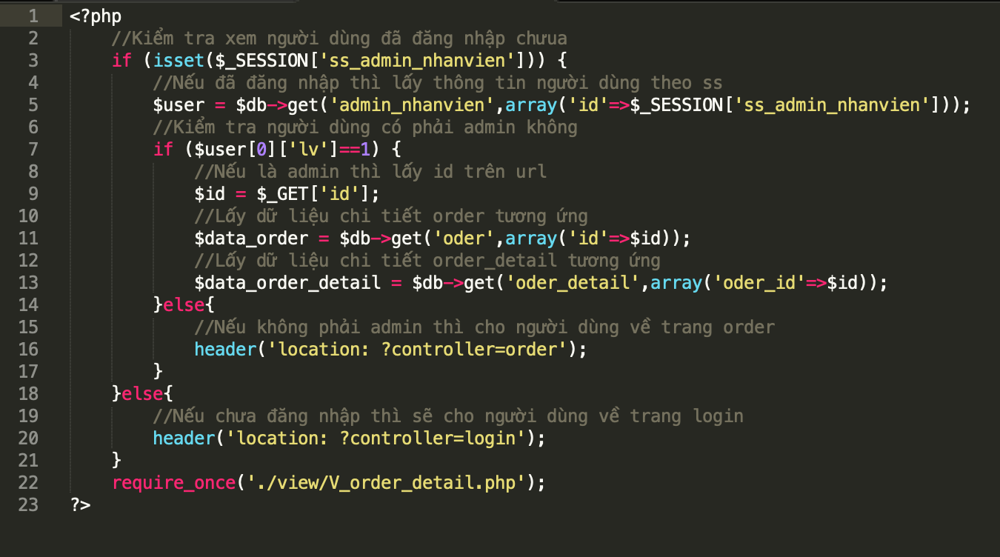 1 <?php
2 //Kiểm tra xem người dùng đã đăng nhập chưua
3 if (isset($_SESSION['ss_admin_nhanvien'])) {
4 //Nếu đã đăng nhập thì lấy thông tin người dùng theo ss
5 $user = $db->get('admin_nhanvien',array('id'=>$_SESSION['ss_admin_nhanvien']));
6 //Kiểm tra người dùng có phải admin không
7 if ($user[0]['lv']==1) {
8 //Nếu là admin thì lấy id trên url
9 $id = $_GET['id'];
10 //Lấy dữ liệu chi tiết order tương ứng
11 $data_order = $db->get('oder',array('id'=>$id));
12 //Lấy dữ liệu chi tiết order_detail tương ứng
13 $data_order_detail = $db->get('oder_detail',array('oder_id'=>$id));
14 }else{
15 //Nếu không phải admin thì cho người dùng về trang order
16 header('location: ?controller=order');
17 }
18 }else{
19 //Nếu chưa đăng nhập thì sẽ cho người dùng về trang login
20 header('location: ?controller=login');
21 }
22 require_once('./view/V_order_detail.php');
23 ?>